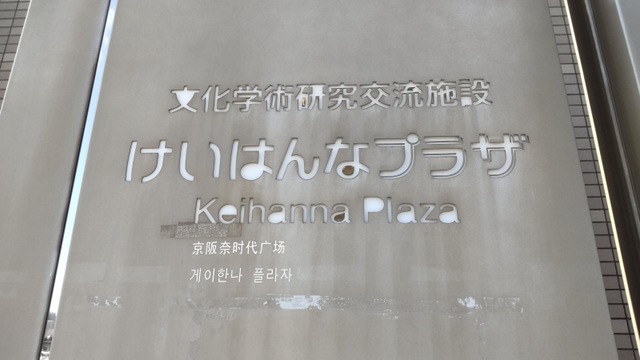 文化学術研究交流施設
けいはんなプラザ
Keihanna Plaza
京阪奈时代广场
게이한나 플라자